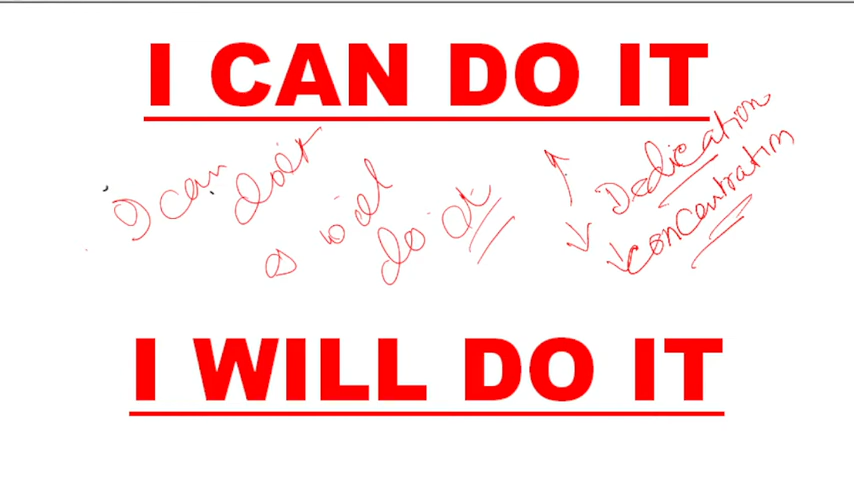 I CAN DO IT
I can do it
I will do it
Dedication
concentration
I WILL DO IT